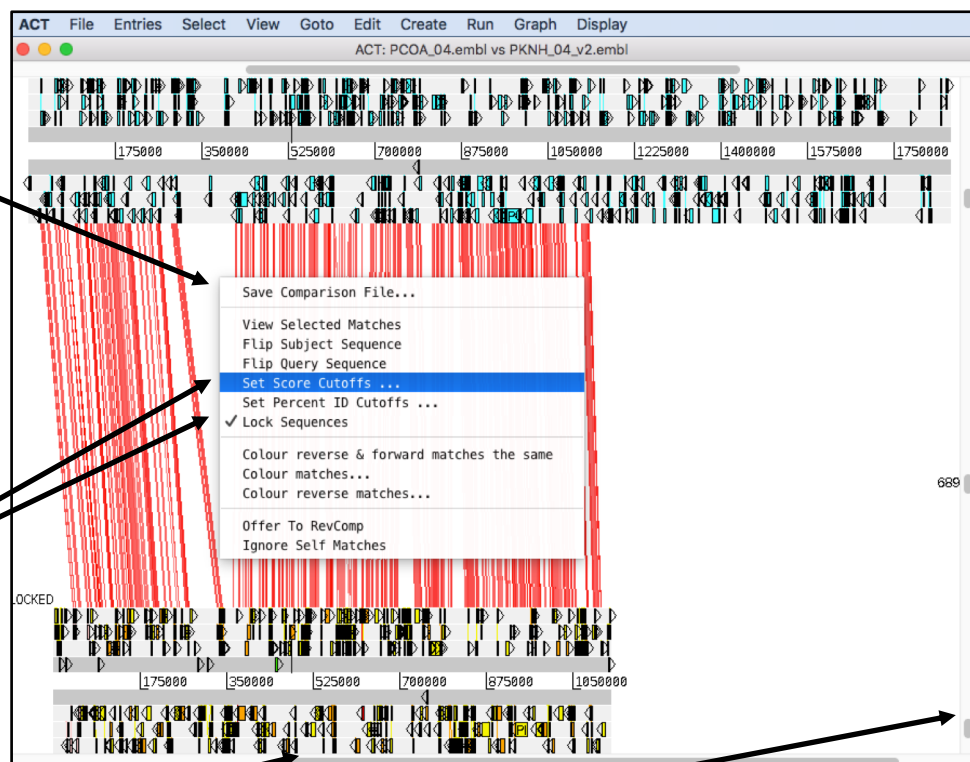 ACT File Entries Select View Goto Edit Create Run Graph Display
ACT: PCOA_04.embl vs PKNH_04_v2.embl
175000 350000 525000 700000 875000 1050000 1225000 1400000 1575000 1750000
Save Comparison File...
View Selected Matches
Flip Subject Sequence
Flip Query Sequence
Set Score Cutoffs ...
Set Percent ID Cutoffs ...
✓ Lock Sequences
Colour reverse & forward matches the same
Colour matches...
Colour reverse matches...
689
Offer To RevComp
Ignore Self Matches
LOCKED
175000 350000 525000 700000 875000 1050000